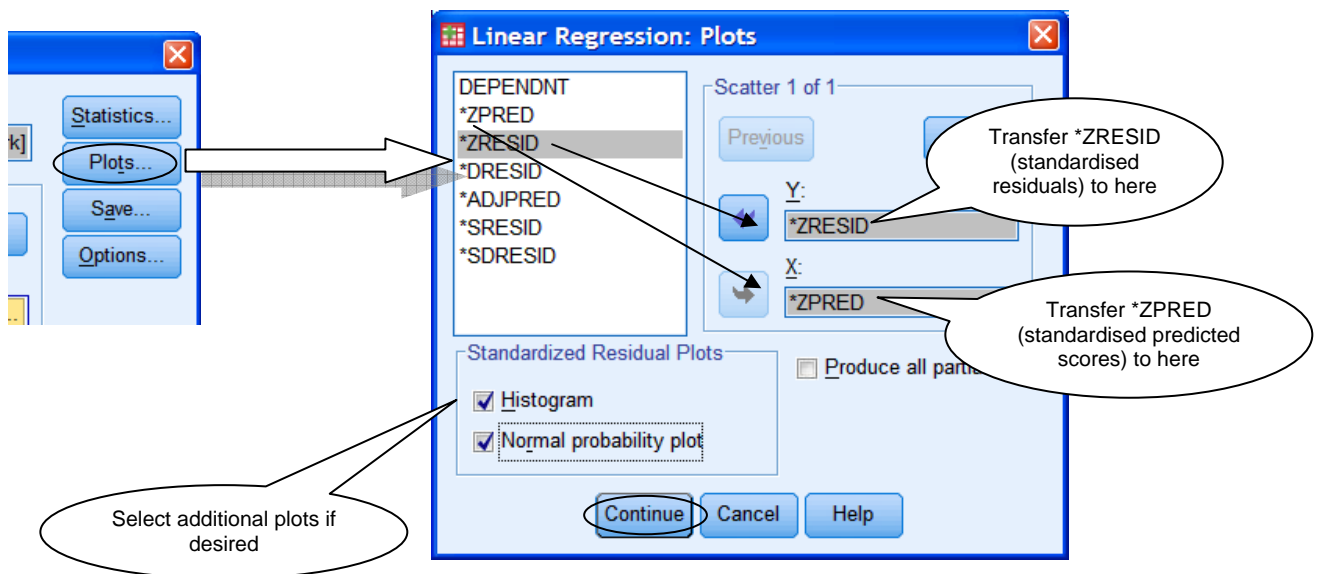 Linear Regression: Plots
k]
Statistics...
Plots...
Save...
Options...
..
DEPENDNT
*ZPRED
*ZRESID
*DRESID
*ADJPRED
*SRESID
*SDRESID
Scatter 1 of 1
Previous
Y:
*ZRESID
X:
*ZPRED
Transfer *ZRESID
(standardised
residuals) to here
Transfer *ZPRED
(standardised predicted
scores) to here
Standardized Residual Plots
Histogram
Normal probability plot
Produce all
Select additional plots if
desired
Continue
Cancel
Help